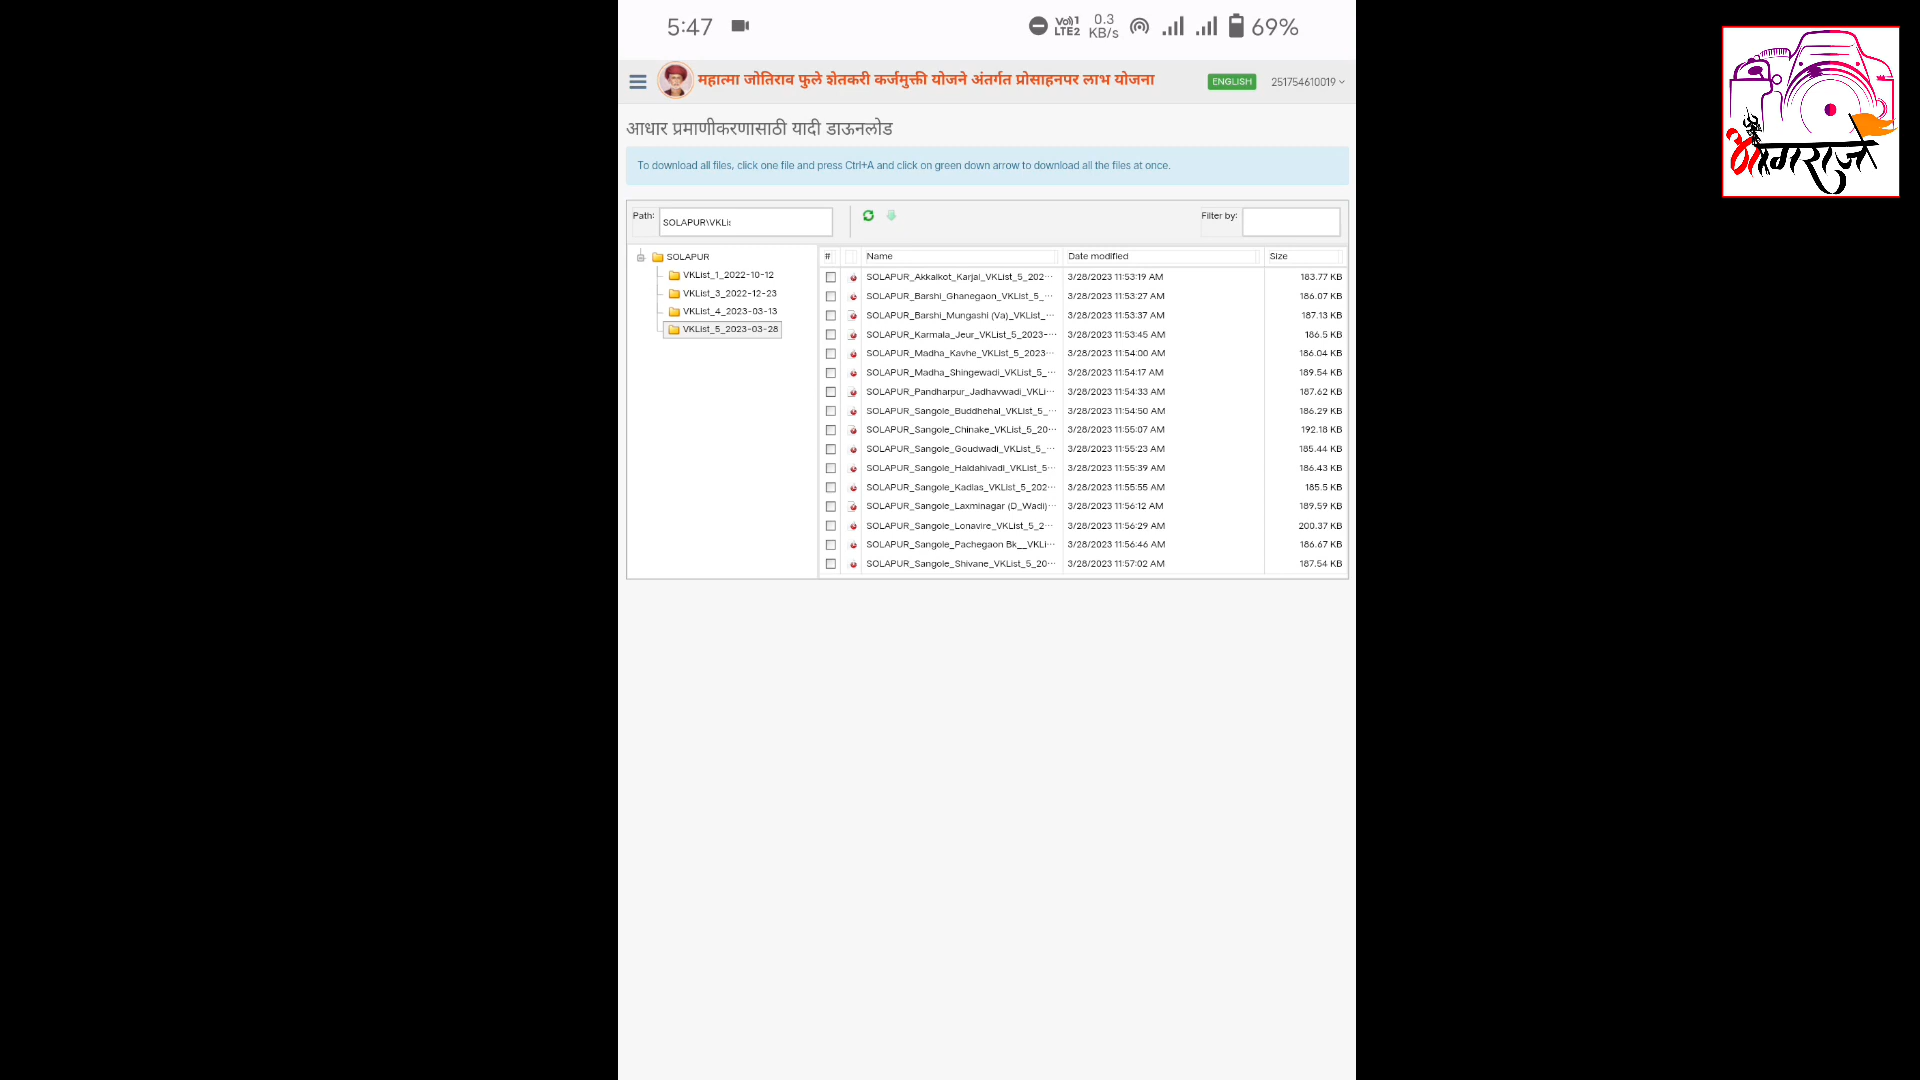 5:47
Vo))1 LTE2 0.3 KB/s 69%
महात्मा जोतिराव फुले शेतकरी कर्जमुक्ती योजने अंतर्गत प्रोत्साहनपर लाभ योजना ENGLISH 251754610019
आधार प्रमाणीकरणासाठी यादी डाऊनलोड
To download all files, click one file and press Ctrl+A and click on green down arrow to download all the files at once.
Path: SOLAPUR\VKLi Filter by:
SOLAPUR
VKList_1_2022-10-12
VKList_3_2022-12-23
VKList_4_2023-03-13
VKList_5_2023-03-28
# Name Date modified Size
SOLAPUR_Akkalkot_Karjal_VKList_5_202... 3/28/2023 11:53:19 AM 183.77 KB
SOLAPUR_Barshi_Ghanegaon_VKList_5_... 3/28/2023 11:53:27 AM 186.07 KB
SOLAPUR_Barshi_Mungashi (Va)_VKList_... 3/28/2023 11:53:37 AM 187.13 KB
SOLAPUR_Karmala_Jeur_VKList_5_2023-... 3/28/2023 11:53:45 AM 186.5 KB
SOLAPUR_Madha_Kavhe_VKList_5_2023... 3/28/2023 11:54:00 AM 186.04 KB
SOLAPUR_Madha_Shingewadi_VKList_5_... 3/28/2023 11:54:17 AM 189.54 KB
SOLAPUR_Pandharpur_Jadhavwadi_VKLi... 3/28/2023 11:54:33 AM 187.62 KB
SOLAPUR_Sangole_Buddhehal_VKList_5_... 3/28/2023 11:54:50 AM 186.29 KB
SOLAPUR_Sangole_Chinake_VKList_5_20... 3/28/2023 11:55:07 AM 192.18 KB
SOLAPUR_Sangole_Goudwadi_VKList_5_... 3/28/2023 11:55:23 AM 185.44 KB
SOLAPUR_Sangole_Haldahivadi_VKList_5... 3/28/2023 11:55:39 AM 186.43 KB
SOLAPUR_Sangole_Kadlas_VKList_5_202... 3/28/2023 11:55:55 AM 185.5 KB
SOLAPUR_Sangole_Laxminagar (D_Wadi)... 3/28/2023 11:56:12 AM 189.59 KB
SOLAPUR_Sangole_Lonavire_VKList_5_2... 3/28/2023 11:56:29 AM 200.37 KB
SOLAPUR_Sangole_Pachegaon Bk__VKLi... 3/28/2023 11:56:46 AM 186.67 KB
SOLAPUR_Sangole_Shivane_VKList_5_20... 3/28/2023 11:57:02 AM 187.54 KB